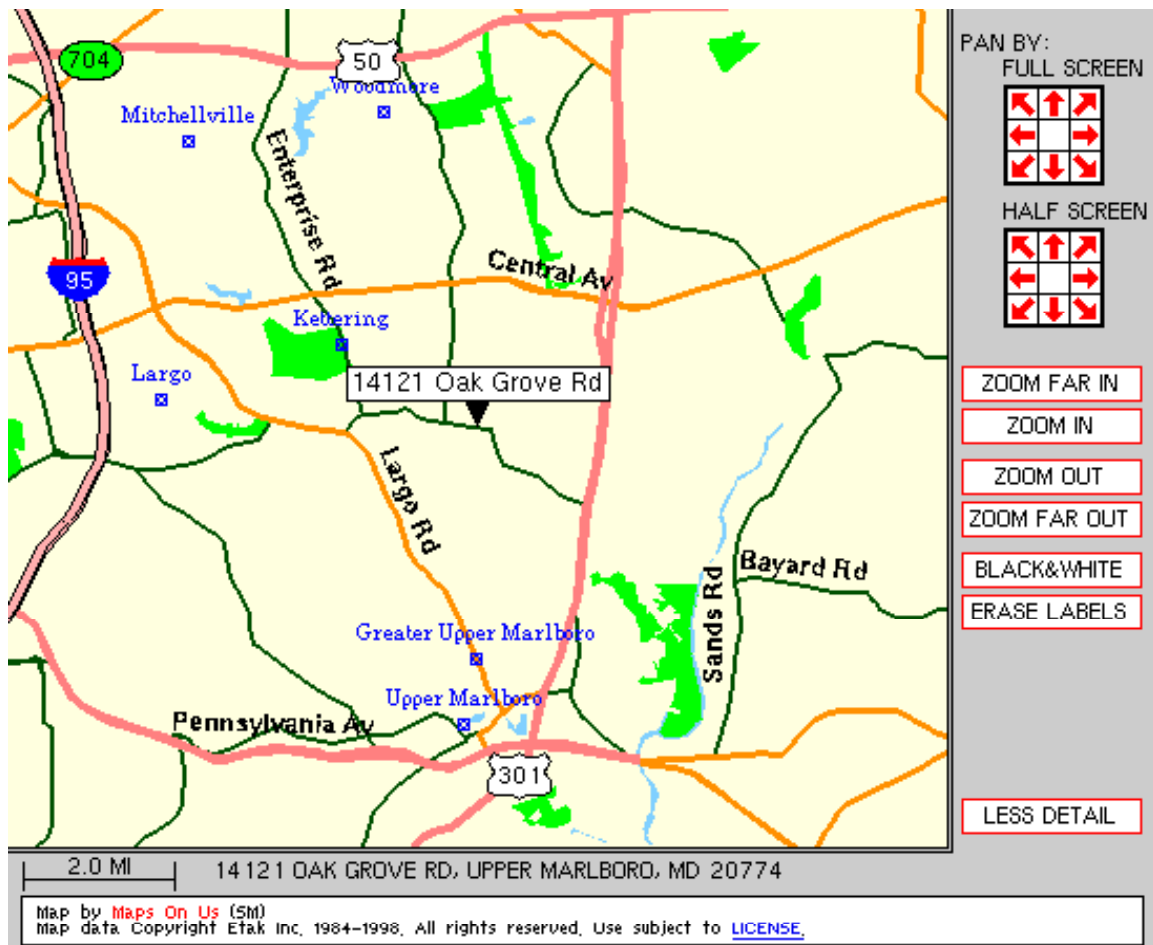 704
50
Woodmore
Mitchellville
Enterprise Rd
95
Central Av
Kettering
Largo
14121 Oak Grove Rd
Largo Rd
Bayard Rd
Sands Rd
Greater Upper Marlboro
Upper Marlboro
Pennsylvania Av
301
PAN BY:
FULL SCREEN
HALF SCREEN
ZOOM FAR IN
ZOOM IN
ZOOM OUT
ZOOM FAR OUT
BLACK&WHITE
ERASE LABELS
LESS DETAIL
2.0 MI
14121 OAK GROVE RD, UPPER MARLBORO, MD 20774
Map by Maps On Us (SM)
Map data Copyright Etak Inc. 1984-1998. All rights reserved. Use subject to LICENSE.